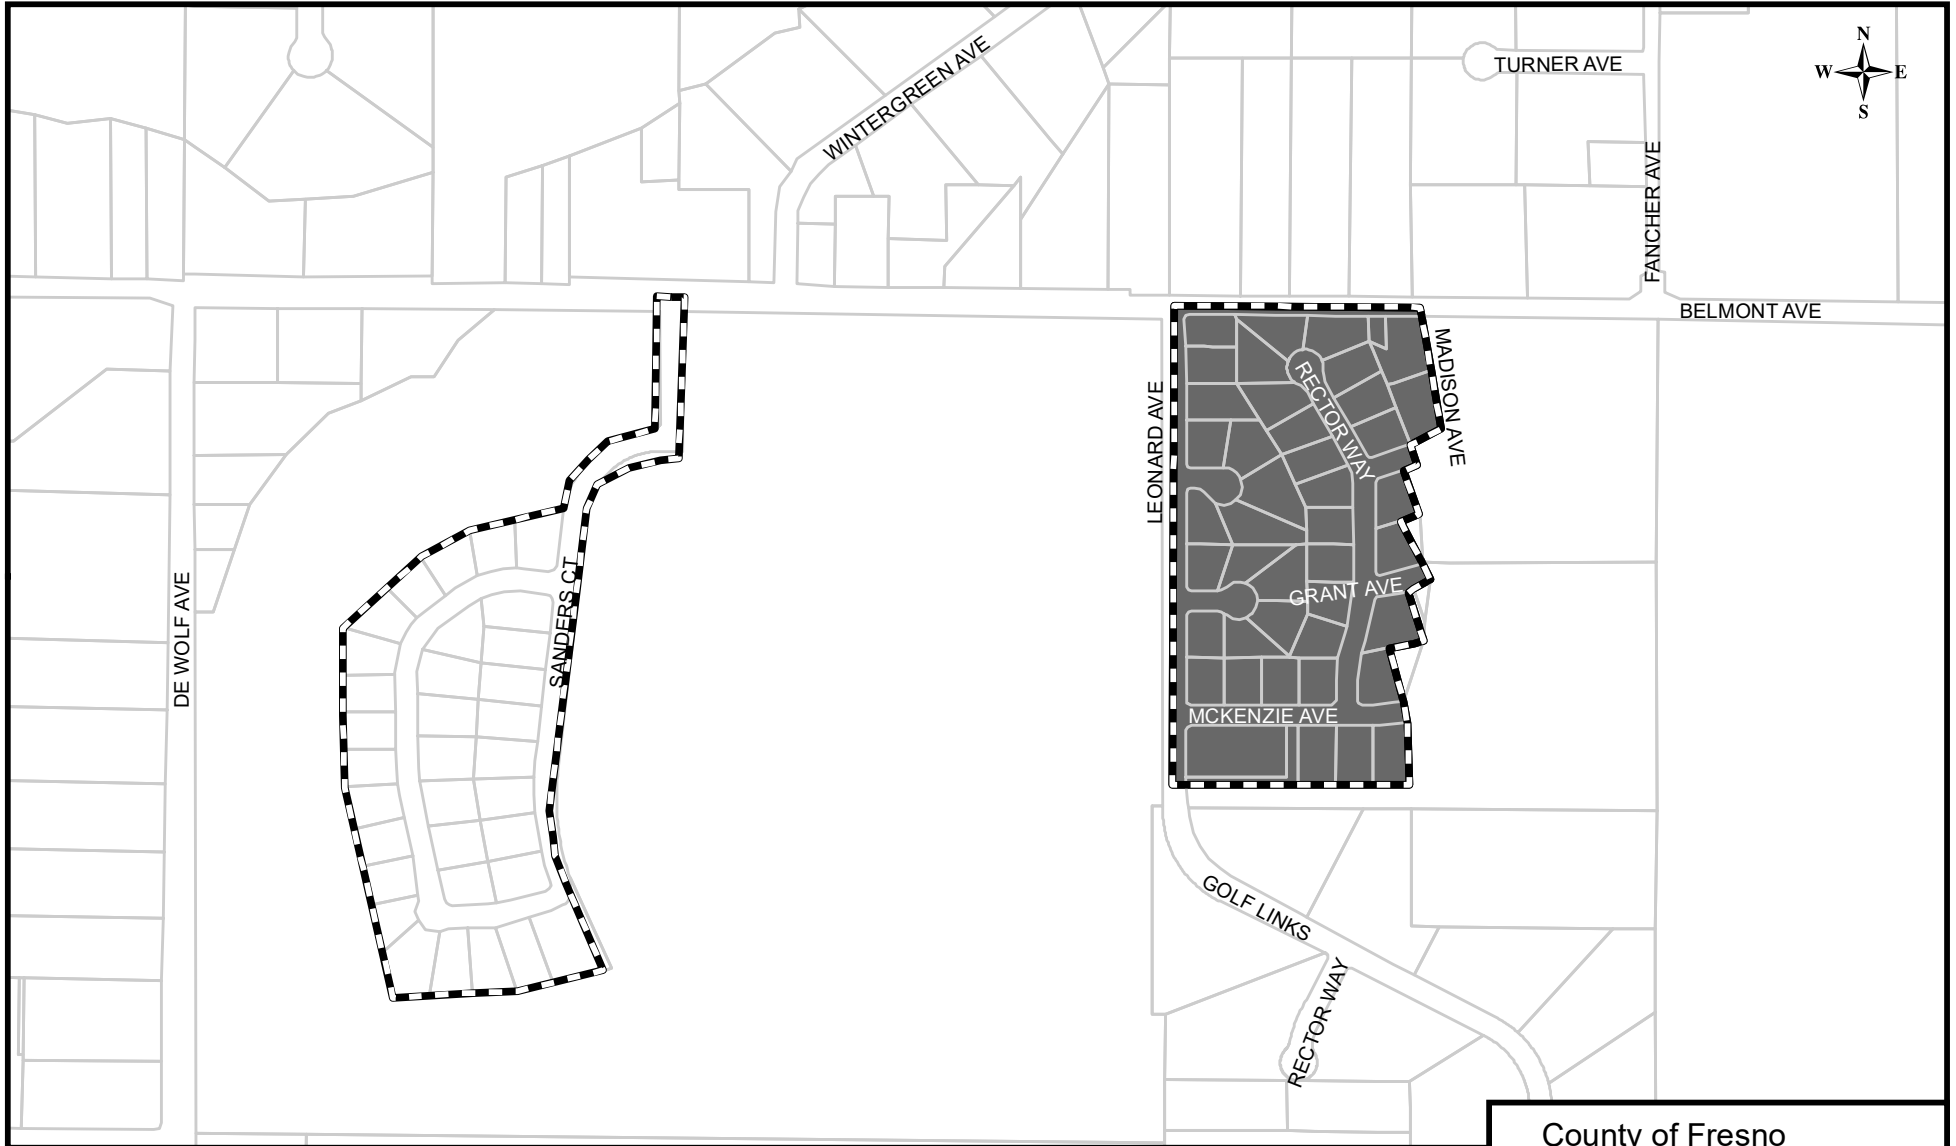 N
W E
S
WINTERGREEN AVE
TURNER AVE
FANCHER AVE
BELMONT AVE
MADISON AVE
RECTOR WAY
LEONARD AVE
GRANT AVE
SANDERS CT
DE WOLF AVE
MCKENZIE AVE
GOLF LINKS
RECTOR WAY
County of Fresno